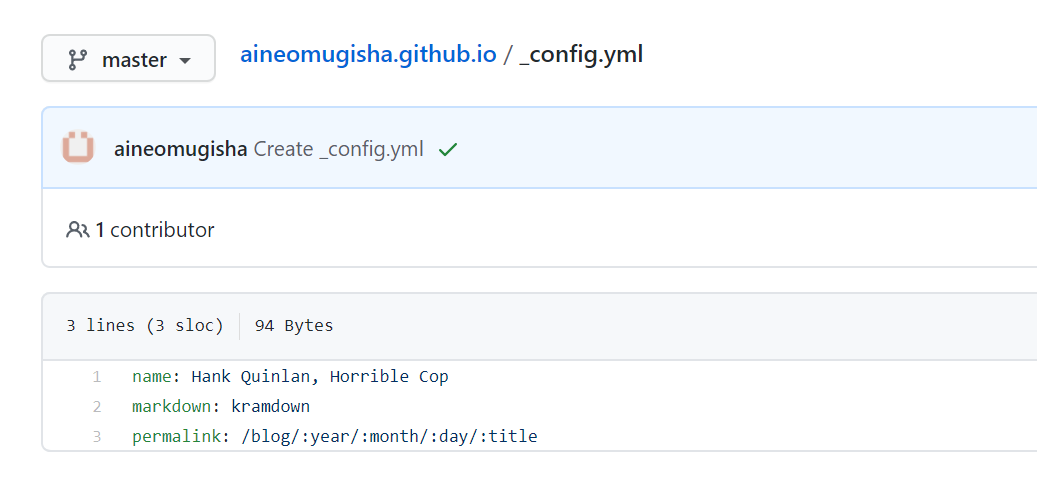 master aineomugisha.github.io / _config.yml
aineomugisha Create _config.yml
1 contributor
3 lines (3 sloc) 94 Bytes
1 name: Hank Quinlan, Horrible Cop
2 markdown: kramdown
3 permalink: /blog/:year/:month/:day/:title